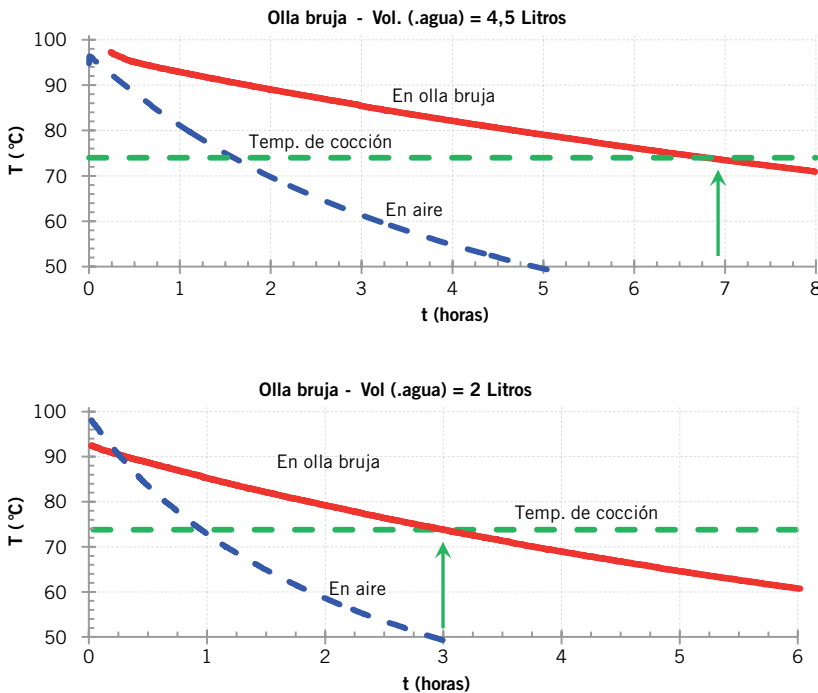 Olla bruja - Vol. (.agua) = 4,5 Litros
T (°C)
100
90
80
70
60
50
En olla bruja
Temp. de cocción
En aire
0 1 2 3 4 5 6 7 8
t (horas)
Olla bruja - Vol (.agua) = 2 Litros
T (°C)
100
90
80
70
60
50
En olla bruja
Temp. de cocción
En aire
0 1 2 3 4 5 6
t (horas)